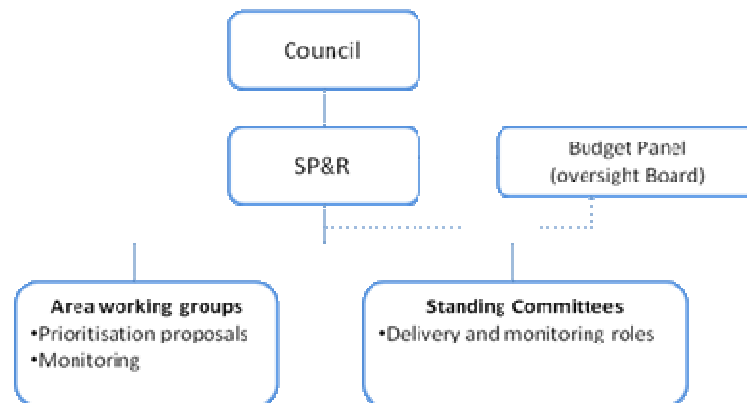 Council
SP&R
Budget Panel
(oversight Board)
Area working groups
•Prioritisation proposals
•Monitoring
Standing Committees
•Delivery and monitoring roles